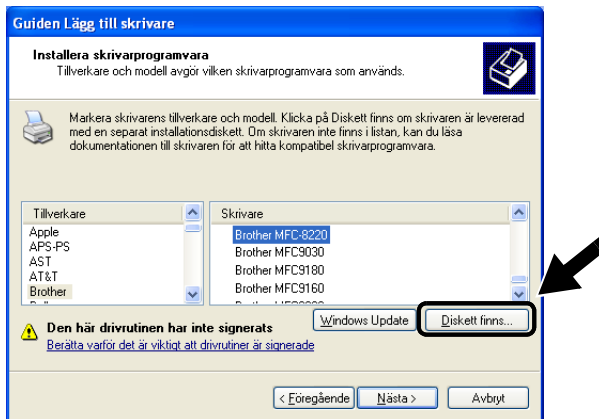 Guiden Lägg till skrivare
Installera skrivarprogramvara
Tillverkare och modell avgör vilken skrivarprogramvara som används.
Markera skrivarens tillverkare och modell. Klicka på Diskett finns om skrivaren är levererad
med en separat installationsdiskett. Om skrivaren inte finns i listan, kan du läsa
dokumentationen till skrivaren för att hitta kompatibel skrivarprogramvara.
Tillverkare
Apple
APS-PS
AST
AT&T
Brother
Skrivare
Brother MFC-8220
Brother MFC9030
Brother MFC9180
Brother MFC9160
Windows Update
Diskett finns...
Den här drivrutinen har inte signerats
Berätta varför det är viktigt att drivrutiner är signerade
< Föregående
Nästa >
Avbryt